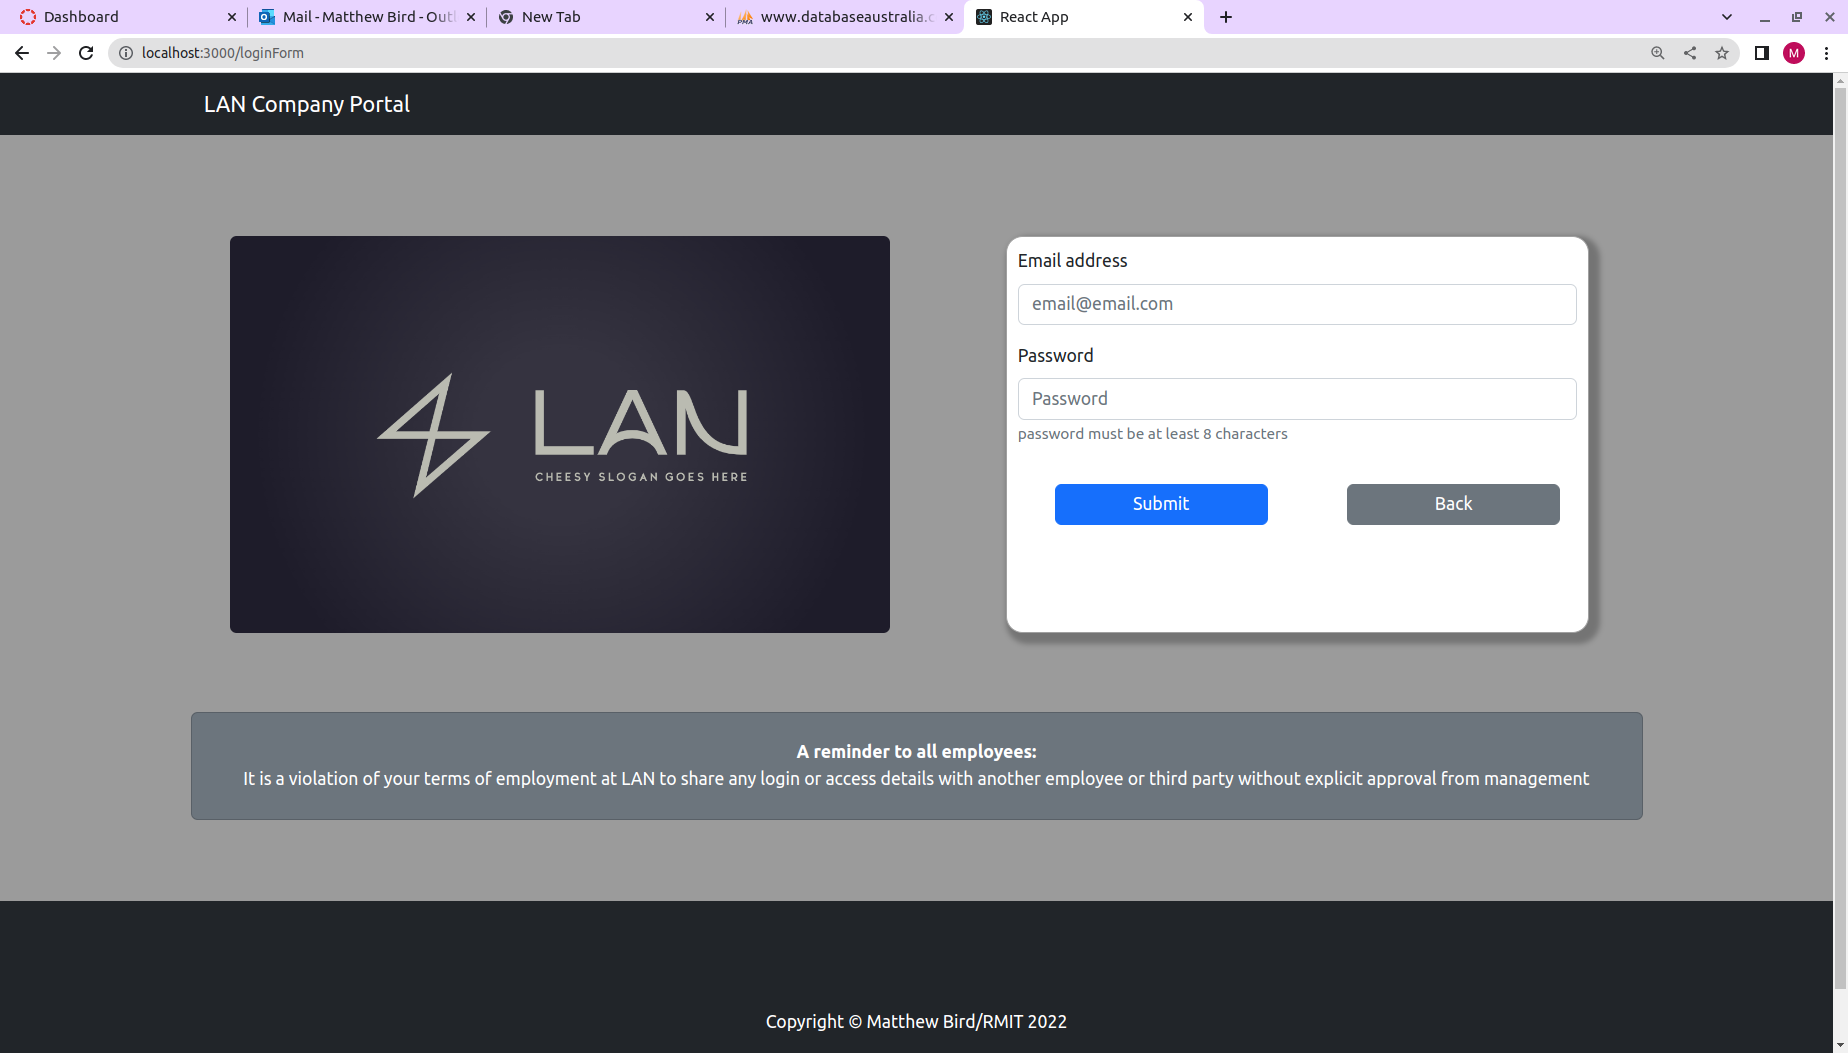 Dashboard
Mail - Matthew Bird - Outl
New Tab
www.databaseaustralia.c
React App
localhost:3000/loginForm
M
LAN Company Portal
LAN
CHEESY SLOGAN GOES HERE
Email address
email@email.com
Password
Password
password must be at least 8 characters
Submit
Back
A reminder to all employees:
It is a violation of your terms of employment at LAN to share any login or access details with another employee or third party without explicit approval from management
Copyright © Matthew Bird/RMIT 2022